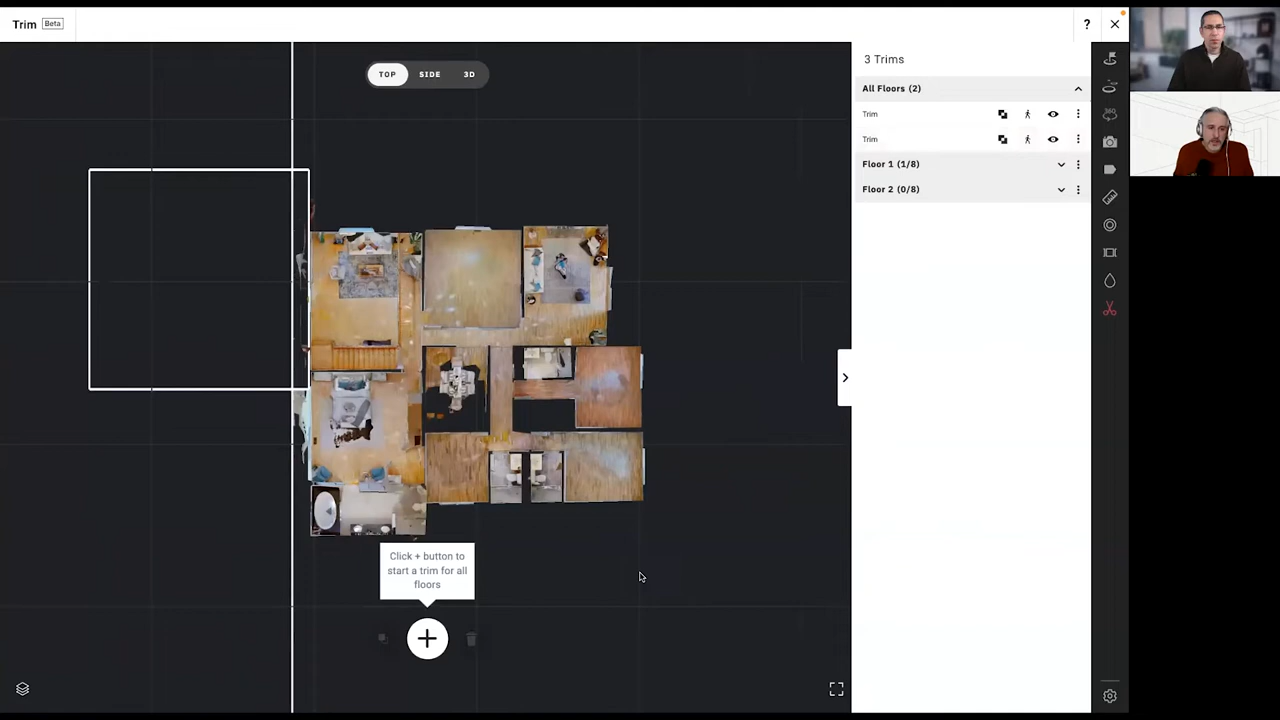 Trim Beta
?
TOP SIDE 3D
3 Trims
All Floors (2)
Trim
Trim
Floor 1 (1/8)
Floor 2 (0/8)
Click + button to
start a trim for all
floors